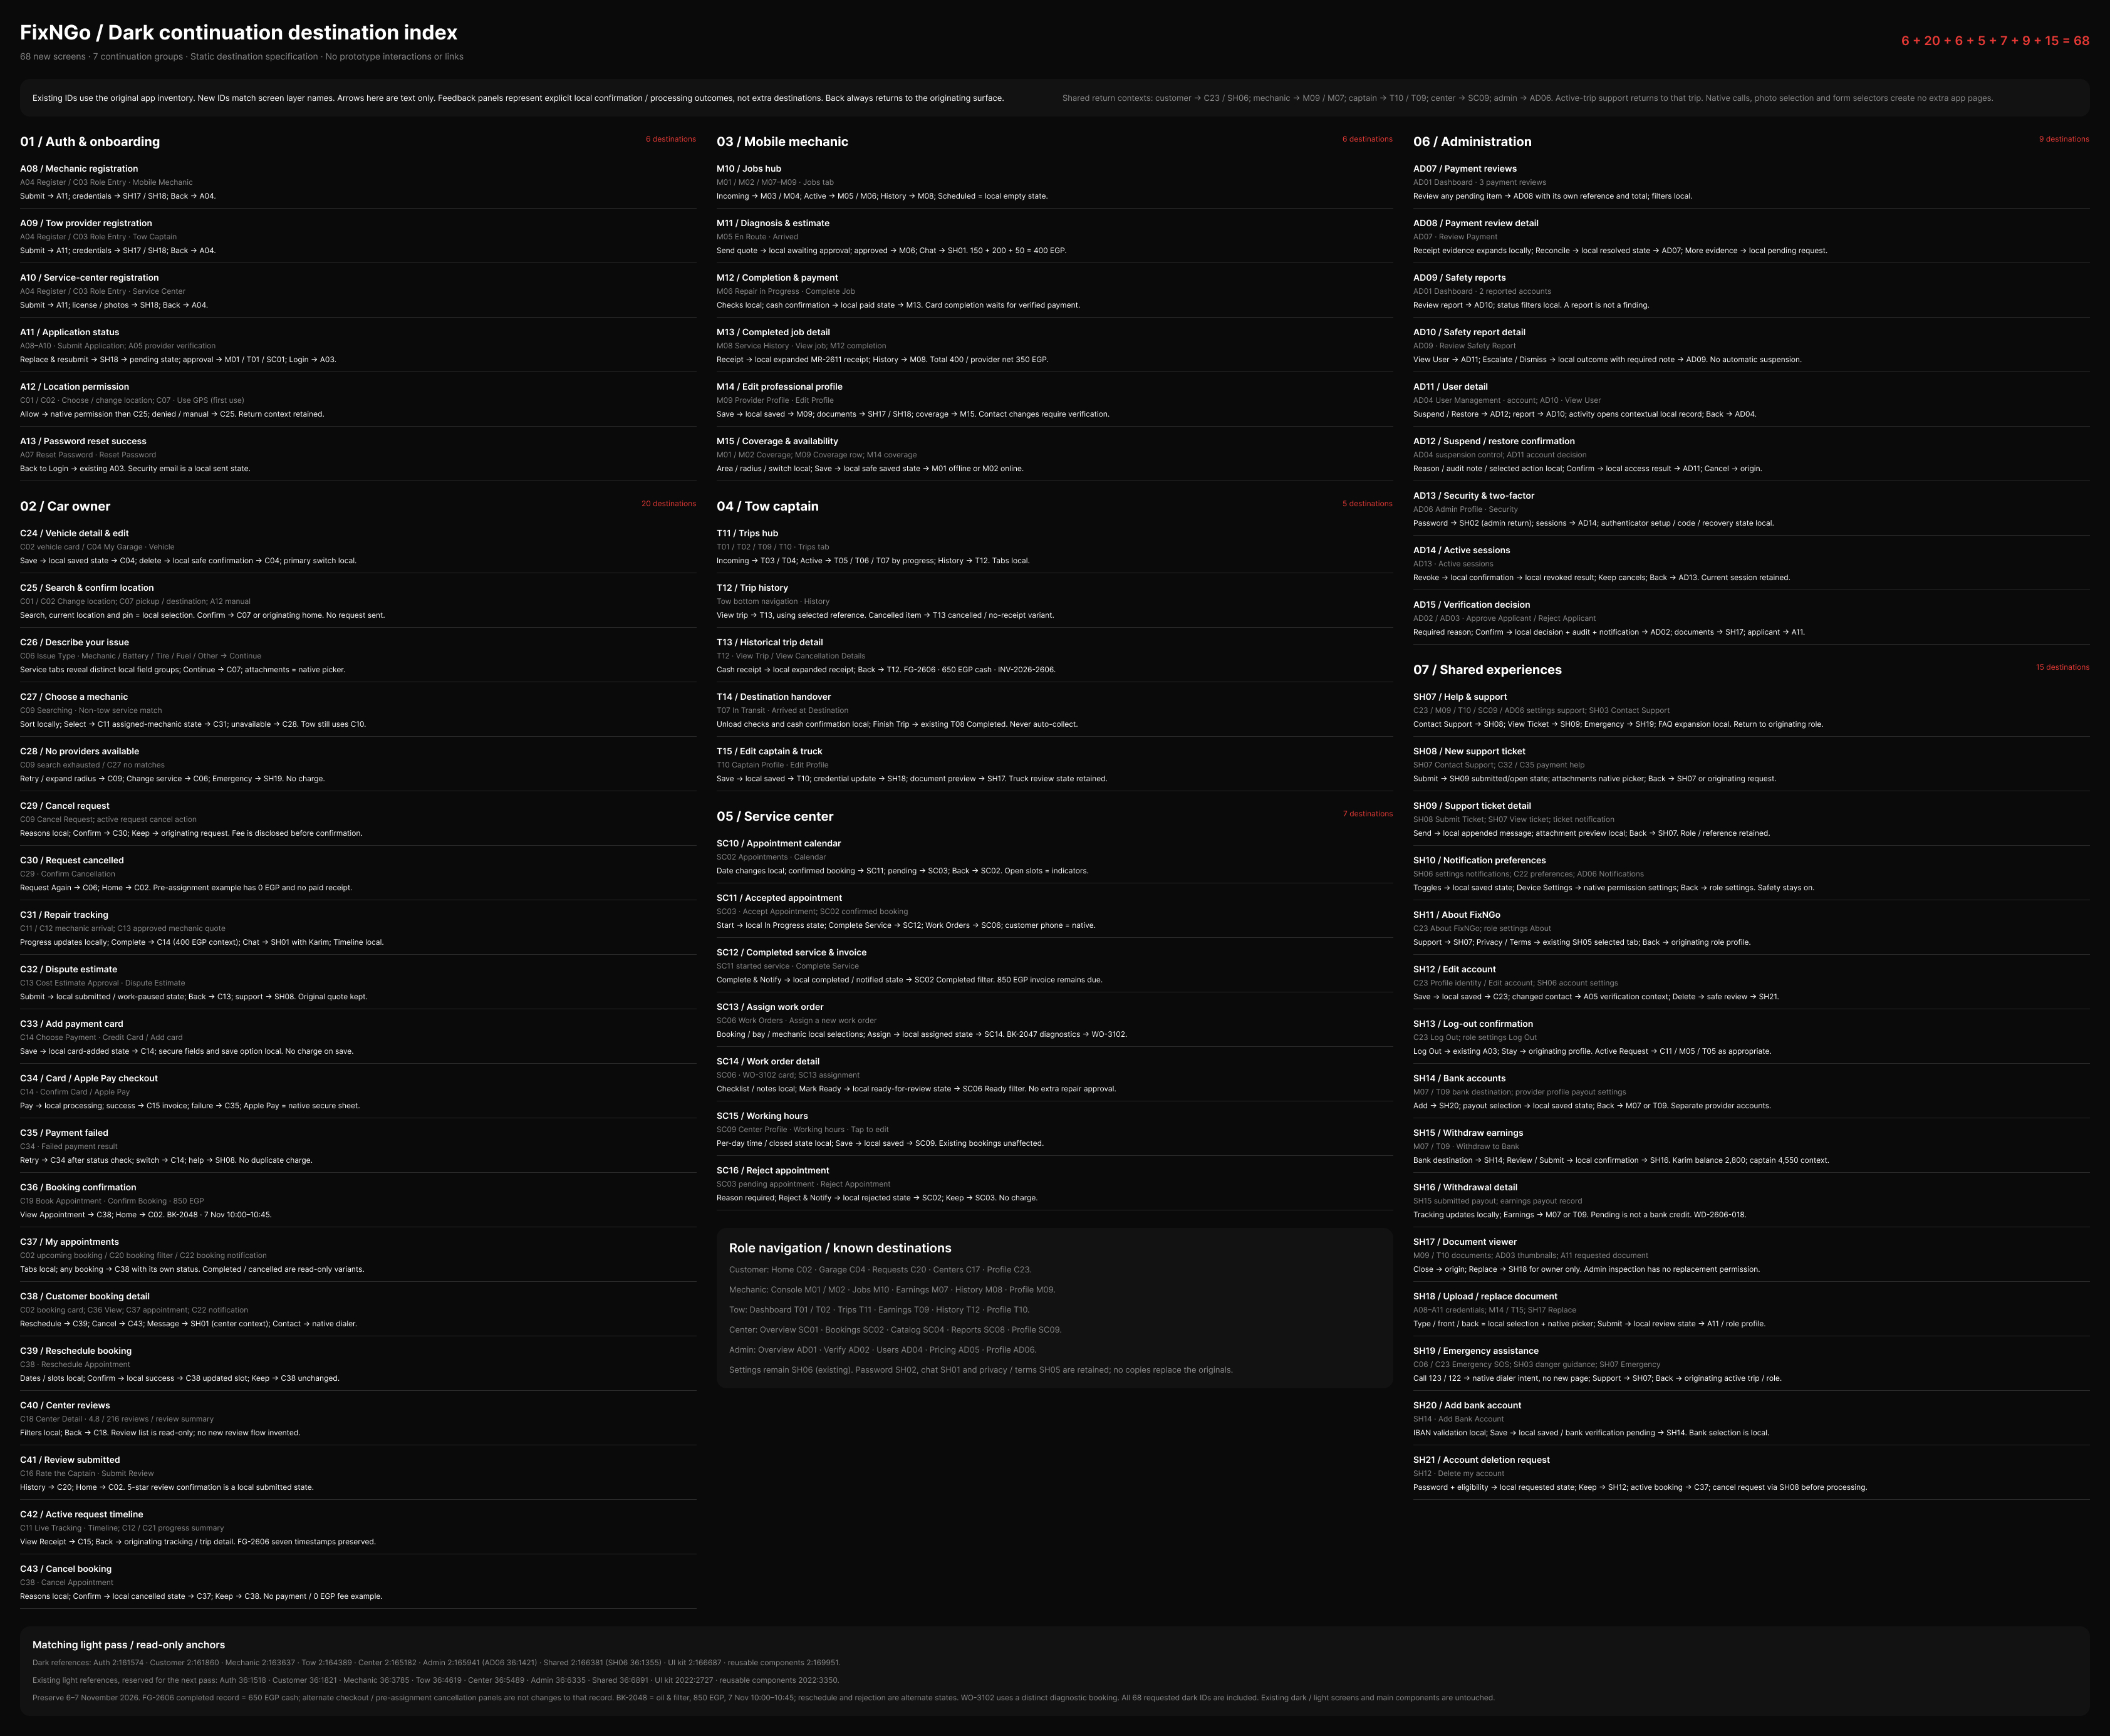 FixNGo / Dark continuation destination index
68 new screens · 7 continuation groups · Static destination specification · No prototype interactions or links
6 + 20 + 6 + 5 + 7 + 9 + 15 = 68
Existing IDs use the original app inventory. New IDs match screen layer names. Arrows here are text only. Feedback panels represent explicit local confirmation / processing outcomes, not extra destinations. Back always returns to the originating surface.
Shared return contexts: customer → C23 / SH06; mechanic → M09 / M07; captain → T10 / T09; center → SC09; admin → AD06. Active-trip support returns to that trip. Native calls, photo selection and form selectors create no extra app pages.
01 / Auth & onboarding
6 destinations
A08 / Mechanic registration
A04 Register / C03 Role Entry · Mobile Mechanic
Submit → A11; credentials → SH17 / SH18; Back → A04.
A09 / Tow provider registration
A04 Register / C03 Role Entry · Tow Captain
Submit → A11; credentials → SH17 / SH18; Back → A04.
A10 / Service-center registration
A04 Register / C03 Role Entry · Service Center
Submit → A11; license / photos → SH18; Back → A04.
A11 / Application status
A08–A10 · Submit Application; A05 provider verification
Replace & resubmit → SH18 → pending state; approval → M01 / T01 / SC01; Login → A03.
A12 / Location permission
C01 / C02 · Choose / change location; C07 · Use GPS (first use)
Allow → native permission then C25; denied / manual → C25. Return context retained.
A13 / Password reset success
A07 Reset Password · Reset Password
Back to Login → existing A03. Security email is a local sent state.
02 / Car owner
20 destinations
C24 / Vehicle detail & edit
C02 vehicle card / C04 My Garage · Vehicle
Save → local saved state → C04; delete → local safe confirmation → C04; primary switch local.
C25 / Search & confirm location
C01 / C02 Change location; C07 pickup / destination; A12 manual
Search, current location and pin = local selection. Confirm → C07 or originating home. No request sent.
C26 / Describe your issue
C06 Issue Type · Mechanic / Battery / Tire / Fuel / Other → Continue
Service tabs reveal distinct local field groups; Continue → C07; attachments = native picker.
C27 / Choose a mechanic
C09 Searching · Non-tow service match
Sort locally; Select → C11 assigned-mechanic state → C31; unavailable → C28. Tow still uses C10.
C28 / No providers available
C09 search exhausted / C27 no matches
Retry / expand radius → C09; Change service → C06; Emergency → SH19. No charge.
C29 / Cancel request
C09 Cancel Request; active request cancel action
Reasons local; Confirm → C30; Keep → originating request. Fee is disclosed before confirmation.
C30 / Request cancelled
C29 · Confirm Cancellation
Request Again → C06; Home → C02. Pre-assignment example has 0 EGP and no paid receipt.
C31 / Repair tracking
C11 / C12 mechanic arrival; C13 approved mechanic quote
Progress updates locally; Complete → C14 (400 EGP context); Chat → SH01 with Karim; Timeline local.
C32 / Dispute estimate
C13 Cost Estimate Approval · Dispute Estimate
Submit → local submitted / work-paused state; Back → C13; support → SH08. Original quote kept.
C33 / Add payment card
C14 Choose Payment · Credit Card / Add card
Save → local card-added state → C14; secure fields and save option local. No charge on save.
C34 / Card / Apple Pay checkout
C14 · Confirm Card / Apple Pay
Pay → local processing; success → C15 invoice; failure → C35; Apple Pay = native secure sheet.
C35 / Payment failed
C34 · Failed payment result
Retry → C34 after status check; switch → C14; help → SH08. No duplicate charge.
C36 / Booking confirmation
C19 Book Appointment · Confirm Booking · 850 EGP
View Appointment → C38; Home → C02. BK-2048 · 7 Nov 10:00–10:45.
C37 / My appointments
C02 upcoming booking / C20 booking filter / C22 booking notification
Tabs local; any booking → C38 with its own status. Completed / cancelled are read-only variants.
C38 / Customer booking detail
C02 booking card; C36 View; C37 appointment; C22 notification
Reschedule → C39; Cancel → C43; Message → SH01 (center context); Contact → native dialer.
C39 / Reschedule booking
C38 · Reschedule Appointment
Dates / slots local; Confirm → local success → C38 updated slot; Keep → C38 unchanged.
C40 / Center reviews
C18 Center Detail · 4.8 / 216 reviews / review summary
Filters local; Back → C18. Review list is read-only; no new review flow invented.
C41 / Review submitted
C16 Rate the Captain · Submit Review
History → C20; Home → C02. 5-star review confirmation is a local submitted state.
C42 / Active request timeline
C11 Live Tracking · Timeline; C12 / C21 progress summary
View Receipt → C15; Back → originating tracking / trip detail. FG-2606 seven timestamps preserved.
C43 / Cancel booking
C38 · Cancel Appointment
Reasons local; Confirm → local cancelled state → C37; Keep → C38. No payment / 0 EGP fee example.
03 / Mobile mechanic
6 destinations
M10 / Jobs hub
M01 / M02 / M07–M09 · Jobs tab
Incoming → M03 / M04; Active → M05 / M06; History → M08; Scheduled = local empty state.
M11 / Diagnosis & estimate
M05 En Route · Arrived
Send quote → local awaiting approval; approved → M06; Chat → SH01. 150 + 200 + 50 = 400 EGP.
M12 / Completion & payment
M06 Repair in Progress · Complete Job
Checks local; cash confirmation → local paid state → M13. Card completion waits for verified payment.
M13 / Completed job detail
M08 Service History · View job; M12 completion
Receipt → local expanded MR-2611 receipt; History → M08. Total 400 / provider net 350 EGP.
M14 / Edit professional profile
M09 Provider Profile · Edit Profile
Save → local saved → M09; documents → SH17 / SH18; coverage → M15. Contact changes require verification.
M15 / Coverage & availability
M01 / M02 Coverage; M09 Coverage row; M14 coverage
Area / radius / switch local; Save → local safe saved state → M01 offline or M02 online.
04 / Tow captain
5 destinations
T11 / Trips hub
T01 / T02 / T09 / T10 · Trips tab
Incoming → T03 / T04; Active → T05 / T06 / T07 by progress; History → T12. Tabs local.
T12 / Trip history
Tow bottom navigation · History
View trip → T13, using selected reference. Cancelled item → T13 cancelled / no-receipt variant.
T13 / Historical trip detail
T12 · View Trip / View Cancellation Details
Cash receipt → local expanded receipt; Back → T12. FG-2606 · 650 EGP cash · INV-2026-2606.
T14 / Destination handover
T07 In Transit · Arrived at Destination
Unload checks and cash confirmation local; Finish Trip → existing T08 Completed. Never auto-collect.
T15 / Edit captain & truck
T10 Captain Profile · Edit Profile
Save → local saved → T10; credential update → SH18; document preview → SH17. Truck review state retained.
05 / Service center
7 destinations
SC10 / Appointment calendar
SC02 Appointments · Calendar
Date changes local; confirmed booking → SC11; pending → SC03; Back → SC02. Open slots = indicators.
SC11 / Accepted appointment
SC03 · Accept Appointment; SC02 confirmed booking
Start → local In Progress state; Complete Service → SC12; Work Orders → SC06; customer phone = native.
SC12 / Completed service & invoice
SC11 started service · Complete Service
Complete & Notify → local completed / notified state → SC02 Completed filter. 850 EGP invoice remains due.
SC13 / Assign work order
SC06 Work Orders · Assign a new work order
Booking / bay / mechanic local selections; Assign → local assigned state → SC14. BK-2047 diagnostics → WO-3102.
SC14 / Work order detail
SC06 · WO-3102 card; SC13 assignment
Checklist / notes local; Mark Ready → local ready-for-review state → SC06 Ready filter. No extra repair approval.
SC15 / Working hours
SC09 Center Profile · Working hours · Tap to edit
Per-day time / closed state local; Save → local saved → SC09. Existing bookings unaffected.
SC16 / Reject appointment
SC03 pending appointment · Reject Appointment
Reason required; Reject & Notify → local rejected state → SC02; Keep → SC03. No charge.
Role navigation / known destinations
Customer: Home C02 · Garage C04 · Requests C20 · Centers C17 · Profile C23.
Mechanic: Console M01 / M02 · Jobs M10 · Earnings M07 · History M08 · Profile M09.
Tow: Dashboard T01 / T02 · Trips T11 · Earnings T09 · History T12 · Profile T10.
Center: Overview SC01 · Bookings SC02 · Catalog SC04 · Reports SC08 · Profile SC09.
Admin: Overview AD01 · Verify AD02 · Users AD04 · Pricing AD05 · Profile AD06.
Settings remain SH06 (existing). Password SH02, chat SH01 and privacy / terms SH05 are retained; no copies replace the originals.
06 / Administration
9 destinations
AD07 / Payment reviews
AD01 Dashboard · 3 payment reviews
Review any pending item → AD08 with its own reference and total; filters local.
AD08 / Payment review detail
AD07 · Review Payment
Receipt evidence expands locally; Reconcile → local resolved state → AD07; More evidence → local pending request.
AD09 / Safety reports
AD01 Dashboard · 2 reported accounts
Review report → AD10; status filters local. A report is not a finding.
AD10 / Safety report detail
AD09 · Review Safety Report
View User → AD11; Escalate / Dismiss → local outcome with required note → AD09. No automatic suspension.
AD11 / User detail
AD04 User Management · account; AD10 · View User
Suspend / Restore → AD12; report → AD10; activity opens contextual local record; Back → AD04.
AD12 / Suspend / restore confirmation
AD04 suspension control; AD11 account decision
Reason / audit note / selected action local; Confirm → local access result → AD11; Cancel → origin.
AD13 / Security & two-factor
AD06 Admin Profile · Security
Password → SH02 (admin return); sessions → AD14; authenticator setup / code / recovery state local.
AD14 / Active sessions
AD13 · Active sessions
Revoke → local confirmation → local revoked result; Keep cancels; Back → AD13. Current session retained.
AD15 / Verification decision
AD02 / AD03 · Approve Applicant / Reject Applicant
Required reason; Confirm → local decision + audit + notification → AD02; documents → SH17; applicant → A11.
07 / Shared experiences
15 destinations
SH07 / Help & support
C23 / M09 / T10 / SC09 / AD06 settings support; SH03 Contact Support
Contact Support → SH08; View Ticket → SH09; Emergency → SH19; FAQ expansion local. Return to originating role.
SH08 / New support ticket
SH07 Contact Support; C32 / C35 payment help
Submit → SH09 submitted/open state; attachments native picker; Back → SH07 or originating request.
SH09 / Support ticket detail
SH08 Submit Ticket; SH07 View ticket; ticket notification
Send → local appended message; attachment preview local; Back → SH07. Role / reference retained.
SH10 / Notification preferences
SH06 settings notifications; C22 preferences; AD06 Notifications
Toggles → local saved state; Device Settings → native permission settings; Back → role settings. Safety stays on.
SH11 / About FixNGo
C23 About FixNGo; role settings About
Support → SH07; Privacy / Terms → existing SH05 selected tab; Back → originating role profile.
SH12 / Edit account
C23 Profile identity / Edit account; SH06 account settings
Save → local saved → C23; changed contact → A05 verification context; Delete → safe review → SH21.
SH13 / Log-out confirmation
C23 Log Out; role settings Log Out
Log Out → existing A03; Stay → originating profile. Active Request → C11 / M05 / T05 as appropriate.
SH14 / Bank accounts
M07 / T09 bank destination; provider profile payout settings
Add → SH20; payout selection → local saved state; Back → M07 or T09. Separate provider accounts.
SH15 / Withdraw earnings
M07 / T09 · Withdraw to Bank
Bank destination → SH14; Review / Submit → local confirmation → SH16. Karim balance 2,800; captain 4,550 context.
SH16 / Withdrawal detail
SH15 submitted payout; earnings payout record
Tracking updates locally; Earnings → M07 or T09. Pending is not a bank credit. WD-2606-018.
SH17 / Document viewer
M09 / T10 documents; AD03 thumbnails; A11 requested document
Close → origin; Replace → SH18 for owner only. Admin inspection has no replacement permission.
SH18 / Upload / replace document
A08–A11 credentials; M14 / T15; SH17 Replace
Type / front / back = local selection + native picker; Submit → local review state → A11 / role profile.
SH19 / Emergency assistance
C06 / C23 Emergency SOS; SH03 danger guidance; SH07 Emergency
Call 123 / 122 → native dialer intent, no new page; Support → SH07; Back → originating active trip / role.
SH20 / Add bank account
SH14 · Add Bank Account
IBAN validation local; Save → local saved / bank verification pending → SH14. Bank selection is local.
SH21 / Account deletion request
SH12 · Delete my account
Password + eligibility → local requested state; Keep → SH12; active booking → C37; cancel request via SH08 before processing.
Matching light pass / read-only anchors
Dark references: Auth 2:161574 · Customer 2:161860 · Mechanic 2:163637 · Tow 2:164389 · Center 2:165182 · Admin 2:165941 (AD06 36:1421) · Shared 2:166381 (SH06 36:1355) · UI kit 2:166687 · reusable components 2:169951.
Existing light references, reserved for the next pass: Auth 36:1518 · Customer 36:1821 · Mechanic 36:3785 · Tow 36:4619 · Center 36:5489 · Admin 36:6335 · Shared 36:6891 · UI kit 2022:2727 · reusable components 2022:3350.
Preserve 6–7 November 2026. FG-2606 completed record = 650 EGP cash; alternate checkout / pre-assignment cancellation panels are not changes to that record. BK-2048 = oil & filter, 850 EGP, 7 Nov 10:00–10:45; reschedule and rejection are alternate states. WO-3102 uses a distinct diagnostic booking. All 68 requested dark IDs are included. Existing dark / light screens and main components are untouched.